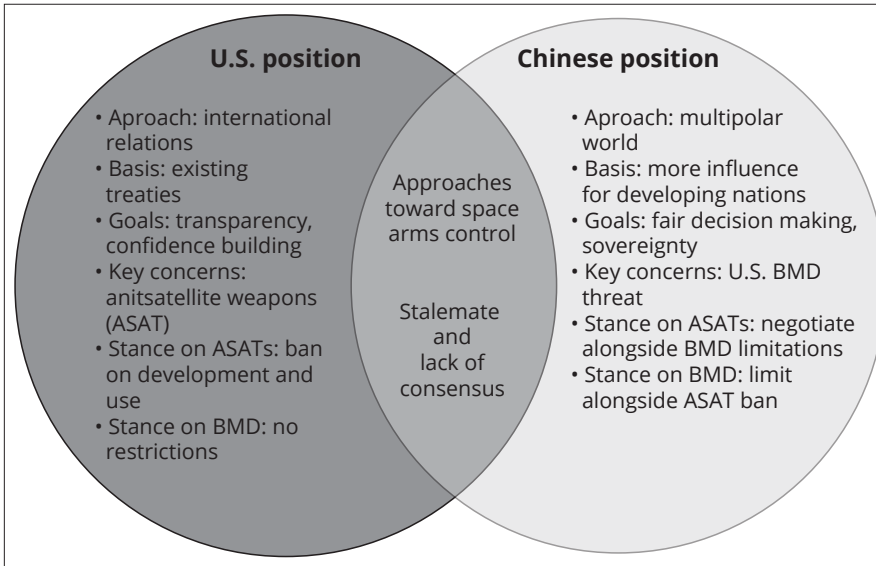 U.S. position
• Aproach: international
relations
• Basis: existing
treaties
• Goals: transparency,
confidence building
• Key concerns:
anitsatellite weapons
(ASAT)
• Stance on ASATs: ban
on development and
use
• Stance on BMD: no
restrictions
Approaches
toward space
arms control
Stalemate
and
lack of
consensus
Chinese position
• Aproach: multipolar
world
• Basis: more influence
for developing nations
• Goals: fair decision making,
sovereignty
• Key concerns: U.S. BMD
threat
• Stance on ASATs: negotiate
alongside BMD limitations
• Stance on BMD: limit
alongside ASAT ban